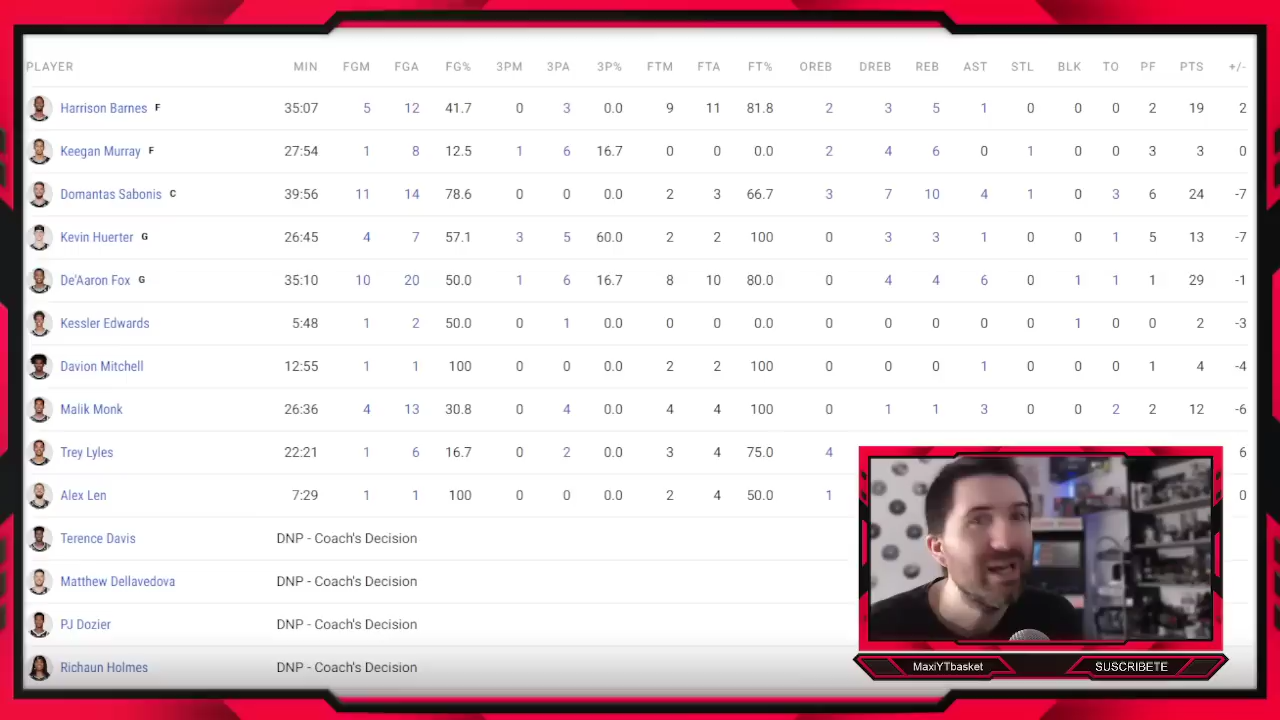 PLAYER MIN FGM FGA FG% 3PM 3PA 3P% FTM FTA FT% OREB DREB REB AST STL BLK TO PF PTS +/-
Harrison Barnes F 35:07 5 12 41.7 0 3 0.0 9 11 81.8 2 3 5 1 0 0 0 2 19 2
Keegan Murray F 27:54 1 8 12.5 1 6 16.7 0 0 0.0 2 4 6 0 1 0 0 3 3 0
Domantas Sabonis C 39:56 11 14 78.6 0 0 0.0 2 3 66.7 3 7 10 4 1 0 3 6 24 -7
Kevin Huerter G 26:45 4 7 57.1 3 5 60.0 2 2 100 0 3 3 1 0 0 1 5 13 -7
De'Aaron Fox G 35:10 10 20 50.0 1 6 16.7 8 10 80.0 0 4 4 6 0 1 1 1 29 -1
Kessler Edwards 5:48 1 2 50.0 0 1 0.0 0 0 0.0 0 0 0 0 0 1 0 0 2 -3
Davion Mitchell 12:55 1 1 100 0 0 0.0 2 2 100 0 0 0 1 0 0 0 1 4 -4
Malik Monk 26:36 4 13 30.8 0 4 0.0 4 4 100 0 1 1 3 0 0 2 2 12 -6
Trey Lyles 22:21 1 6 16.7 0 2 0.0 3 4 75.0 4 6
Alex Len 7:29 1 1 100 0 0 0.0 2 4 50.0 1 0
Terence Davis DNP - Coach's Decision
Matthew Dellavedova DNP - Coach's Decision
PJ Dozier DNP - Coach's Decision
Richaun Holmes DNP - Coach's Decision
MaxiYTbasket SUSCRIBETE